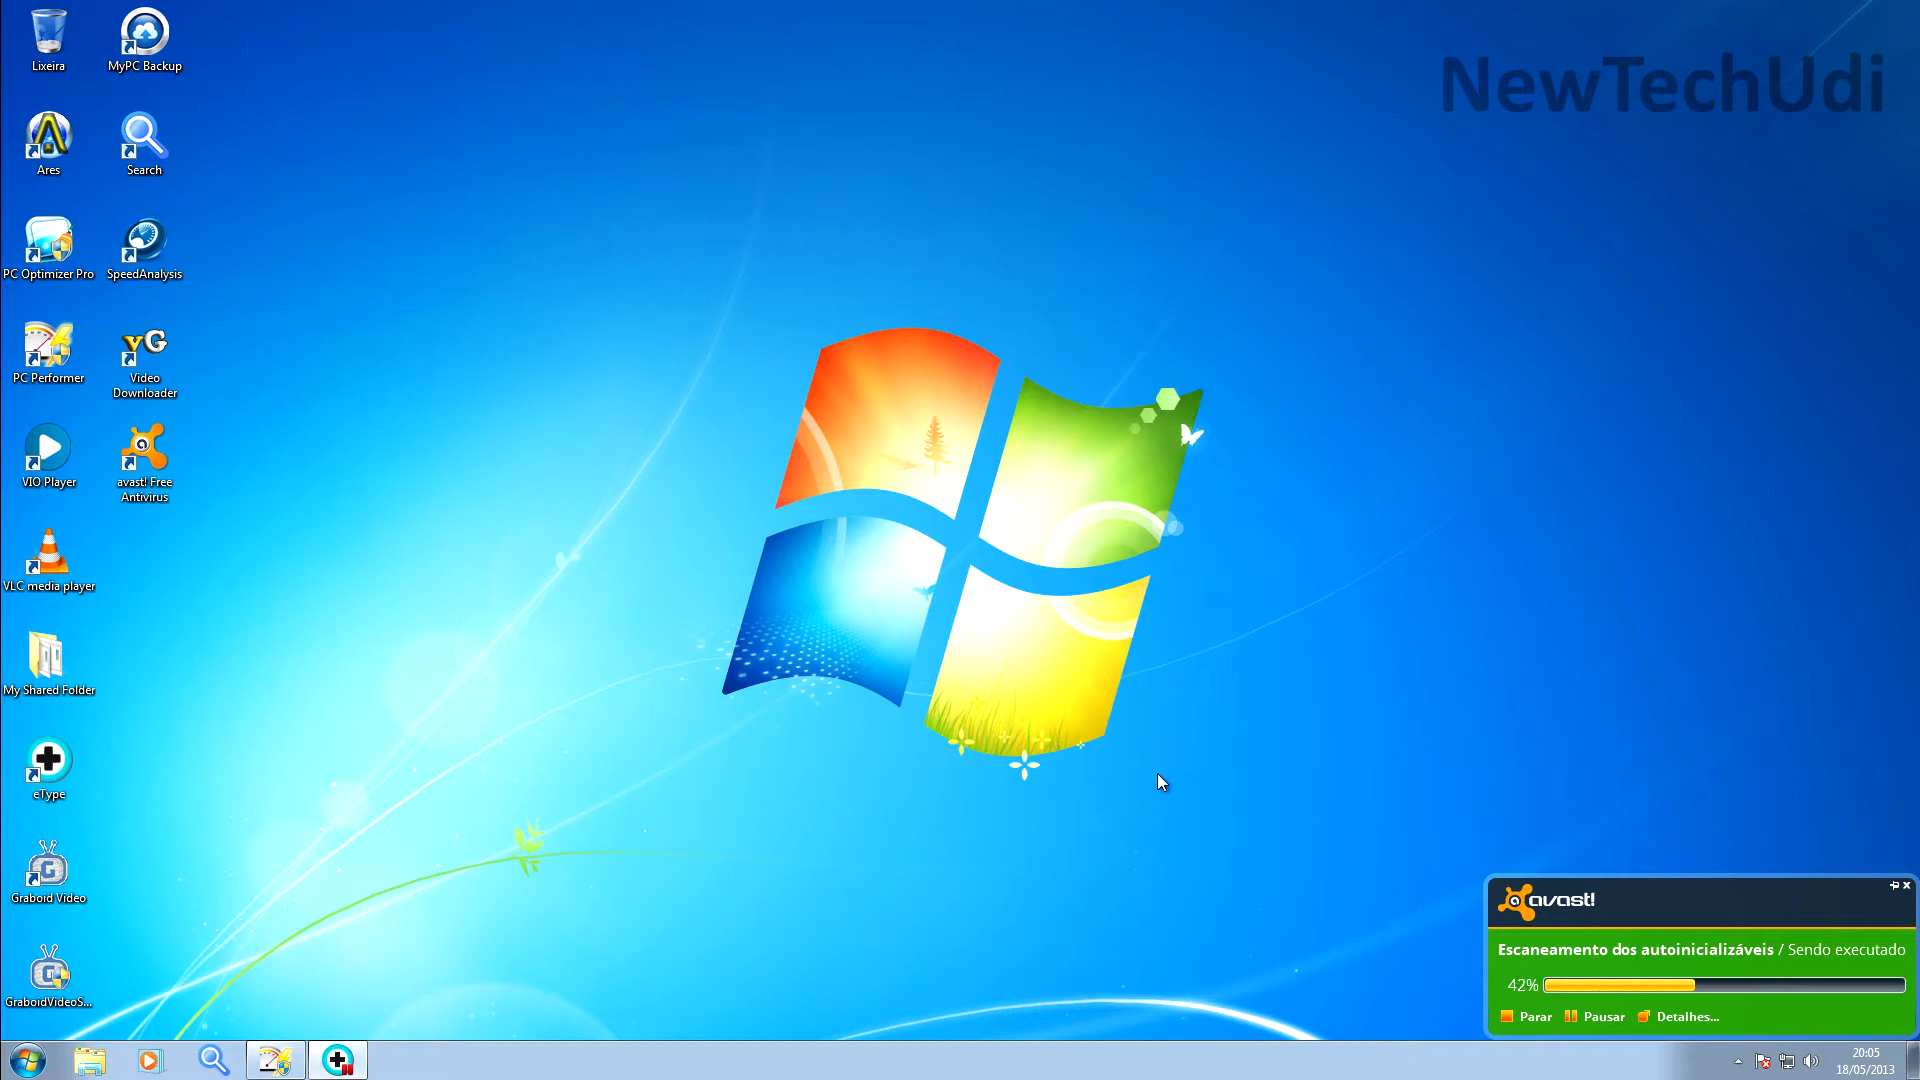 Lixeira
MyPC Backup
NewTechUdi
Ares
Search
PC Optimizer Pro
SpeedAnalysis
PC Performer
vG
Video
Downloader
VIO Player
avast! Free
Antivirus
VLC media player
My Shared Folder
eType
Graboid Video
GraboidVideoS...
avast!
Escaneamento dos autoinicializáveis / Sendo executado
42%
Parar
Pausar
Detalhes...
20:05
18/05/2013